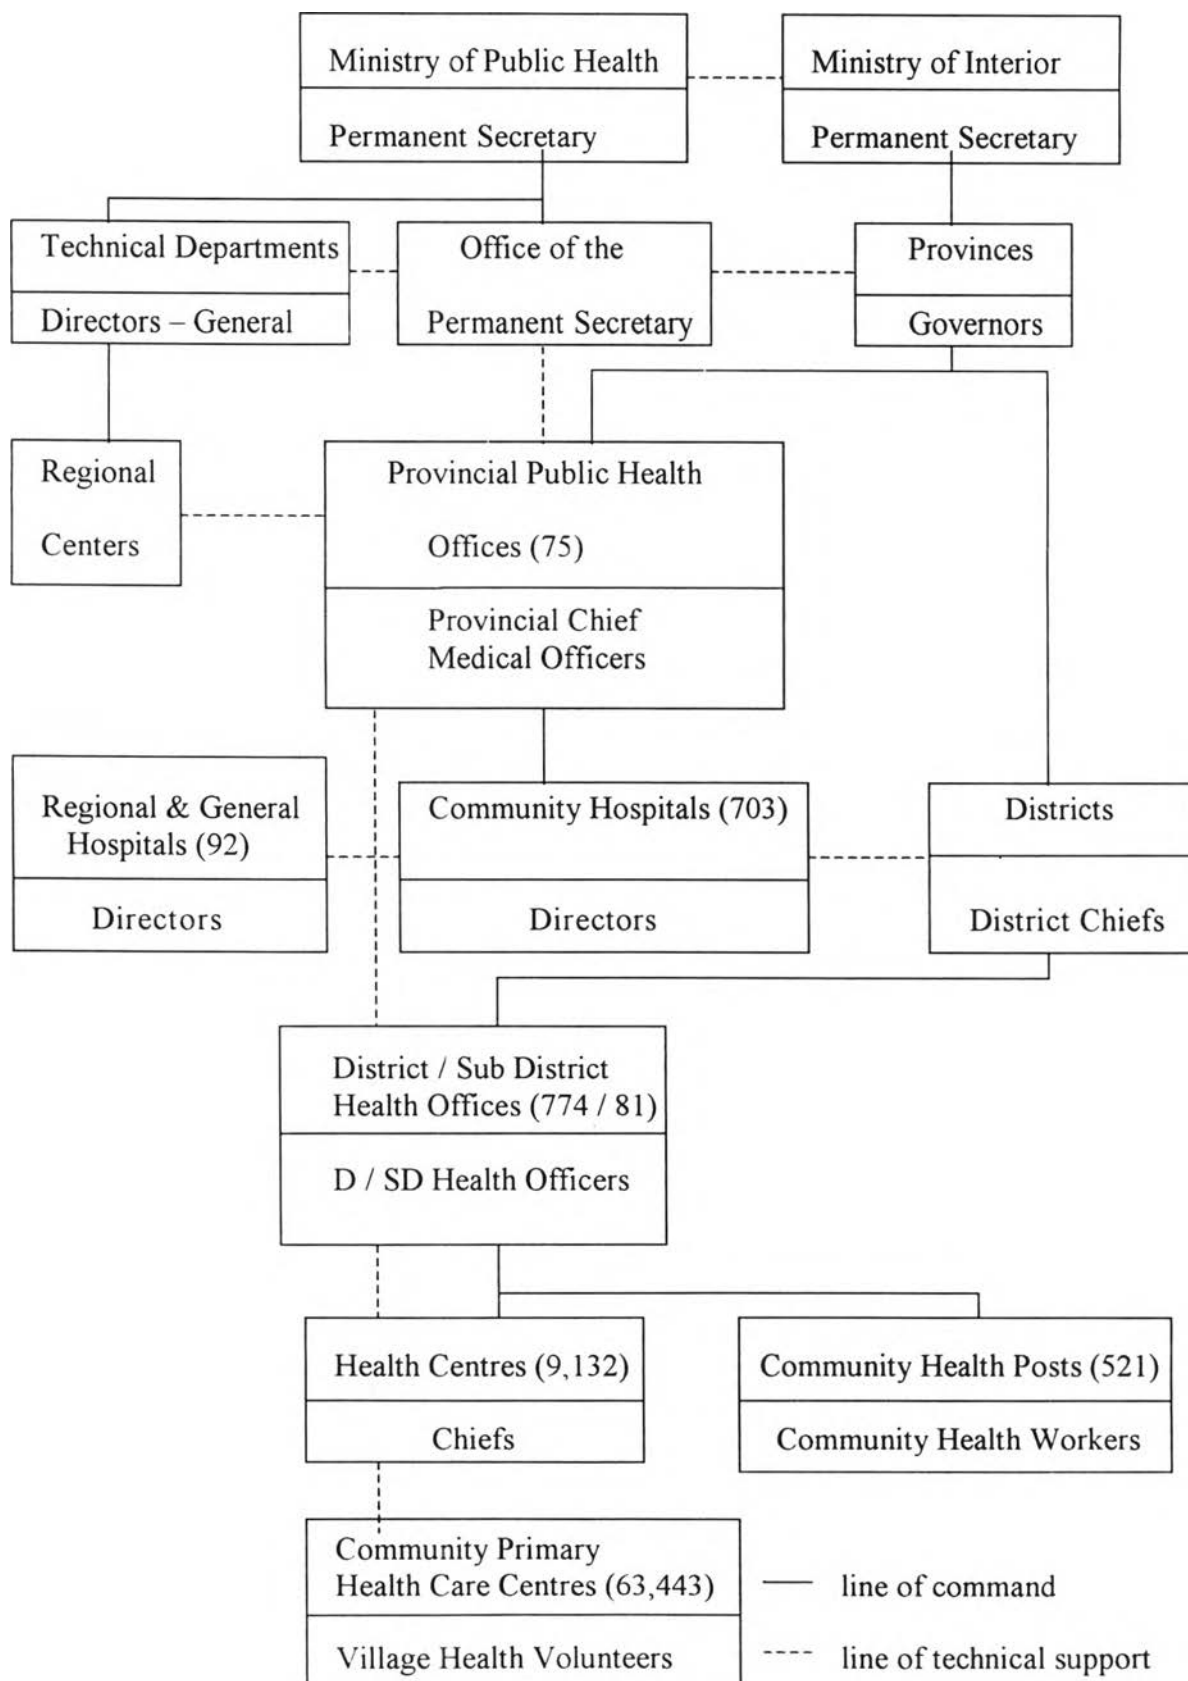 Ministry of Public Health
Permanent Secretary
Ministry of Interior
Permanent Secretary
Technical Departments
Directors – General
Office of the
Permanent Secretary
Provinces
Governors
Regional
Centers
Provincial Public Health
Offices (75)
Provincial Chief
Medical Officers
Regional & General
Hospitals (92)
Directors
Community Hospitals (703)
Directors
Districts
District Chiefs
District / Sub District
Health Offices (774 / 81)
D / SD Health Officers
Health Centres (9,132)
Chiefs
Community Health Posts (521)
Community Health Workers
Community Primary
Health Care Centres (63,443)
Village Health Volunteers
line of command
line of technical support